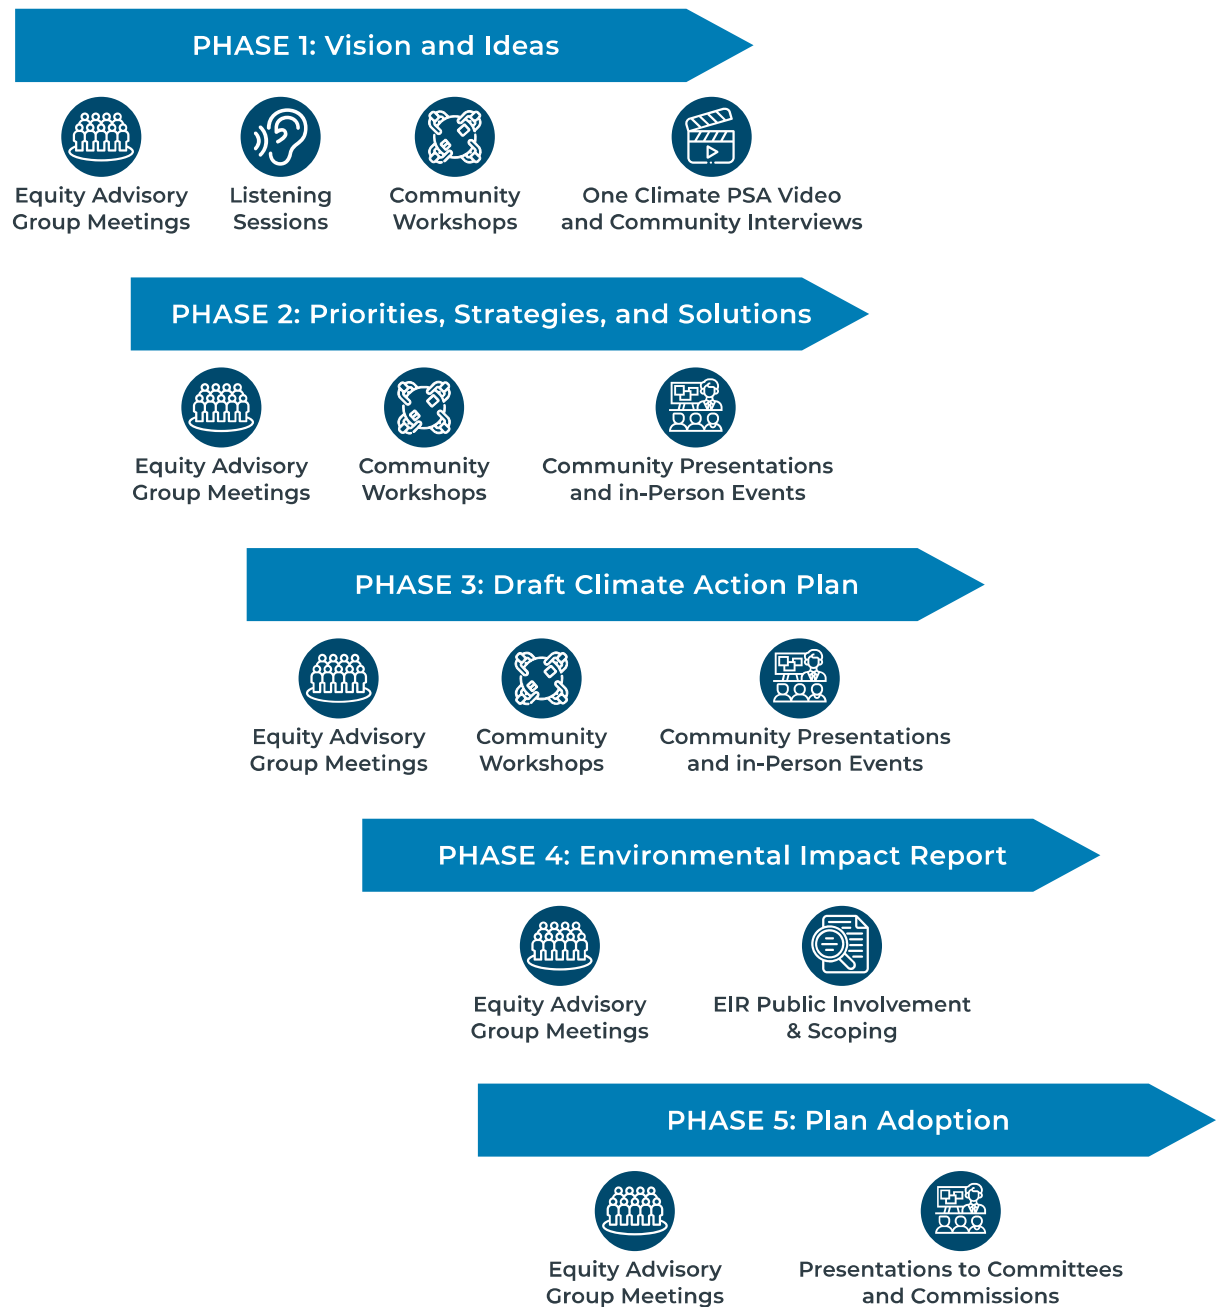 PHASE 1: Vision and Ideas
Equity Advisory
Group Meetings
Listening
Sessions
Community
Workshops
One Climate PSA Video
and Community Interviews
PHASE 2: Priorities, Strategies, and Solutions
Equity Advisory
Group Meetings
Community
Workshops
Community Presentations
and in-Person Events
PHASE 3: Draft Climate Action Plan
Equity Advisory
Group Meetings
Community
Workshops
Community Presentations
and in-Person Events
PHASE 4: Environmental Impact Report
Equity Advisory
Group Meetings
EIR Public Involvement
& Scoping
PHASE 5: Plan Adoption
Equity Advisory
Group Meetings
Presentations to Committees
and Commissions